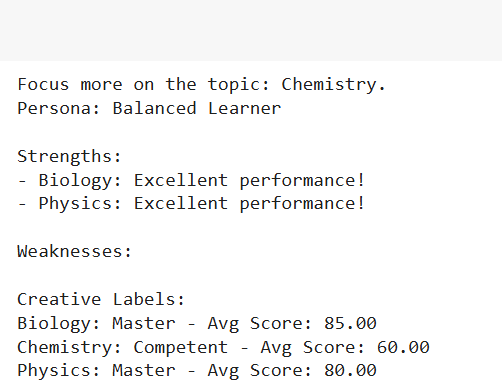 Focus more on the topic: Chemistry.
Persona: Balanced Learner
Strengths:
- Biology: Excellent performance!
- Physics: Excellent performance!
Weaknesses:
Creative Labels:
Biology: Master - Avg Score: 85.00
Chemistry: Competent - Avg Score: 60.00
Physics: Master - Avg Score: 80.00